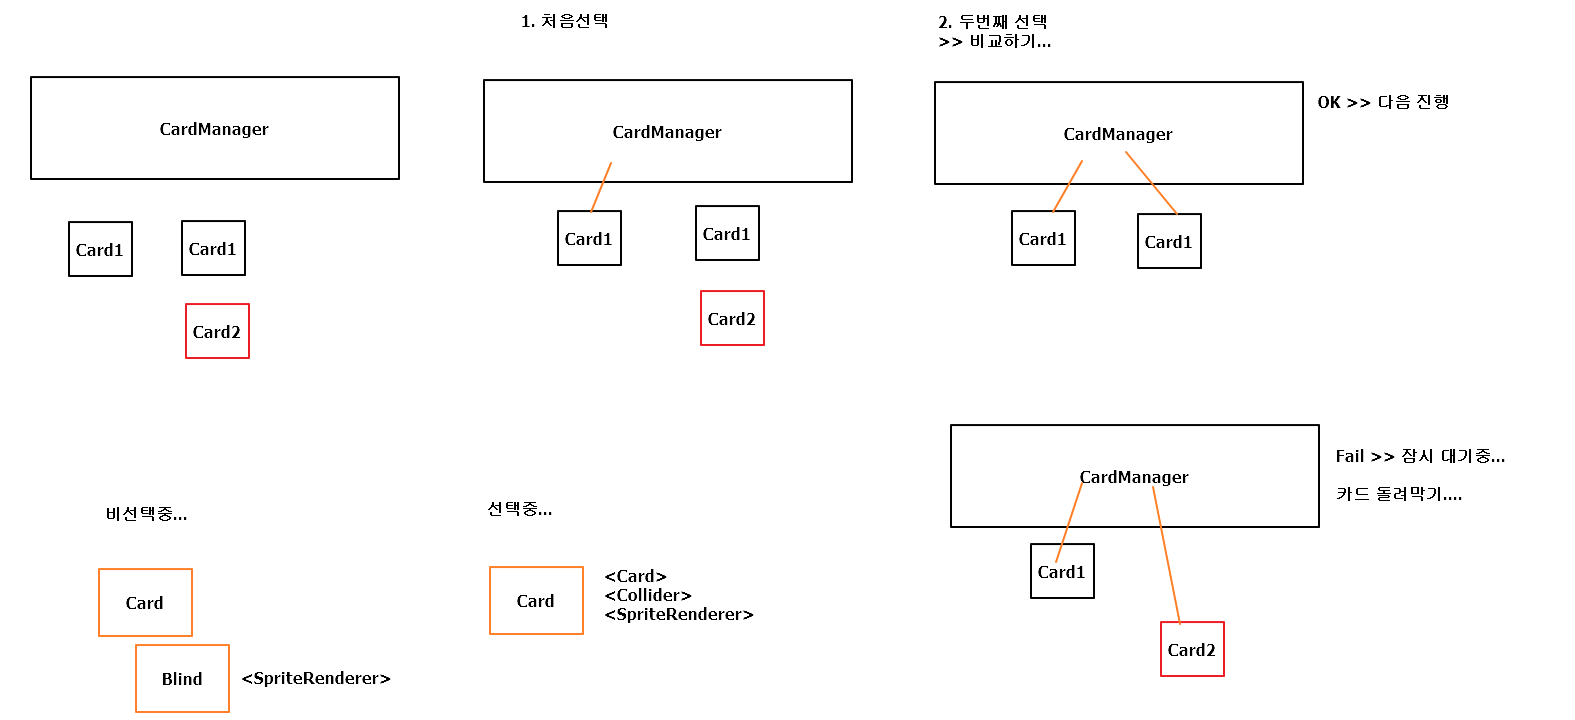 1. 처음선택
2. 두번째 선택
>> 비교하기...
CardManager
CardManager
CardManager
OK >> 다음 진행
Card1
Card1
Card1
Card1
Card1
Card1
Card2
Card2
CardManager
Fail >> 잠시 대기중...
카드 돌려막기....
Card1
Card2
비선택중...
선택중...
Card
Blind
<SpriteRenderer>
Card
<Card>
<Collider>
<SpriteRenderer>